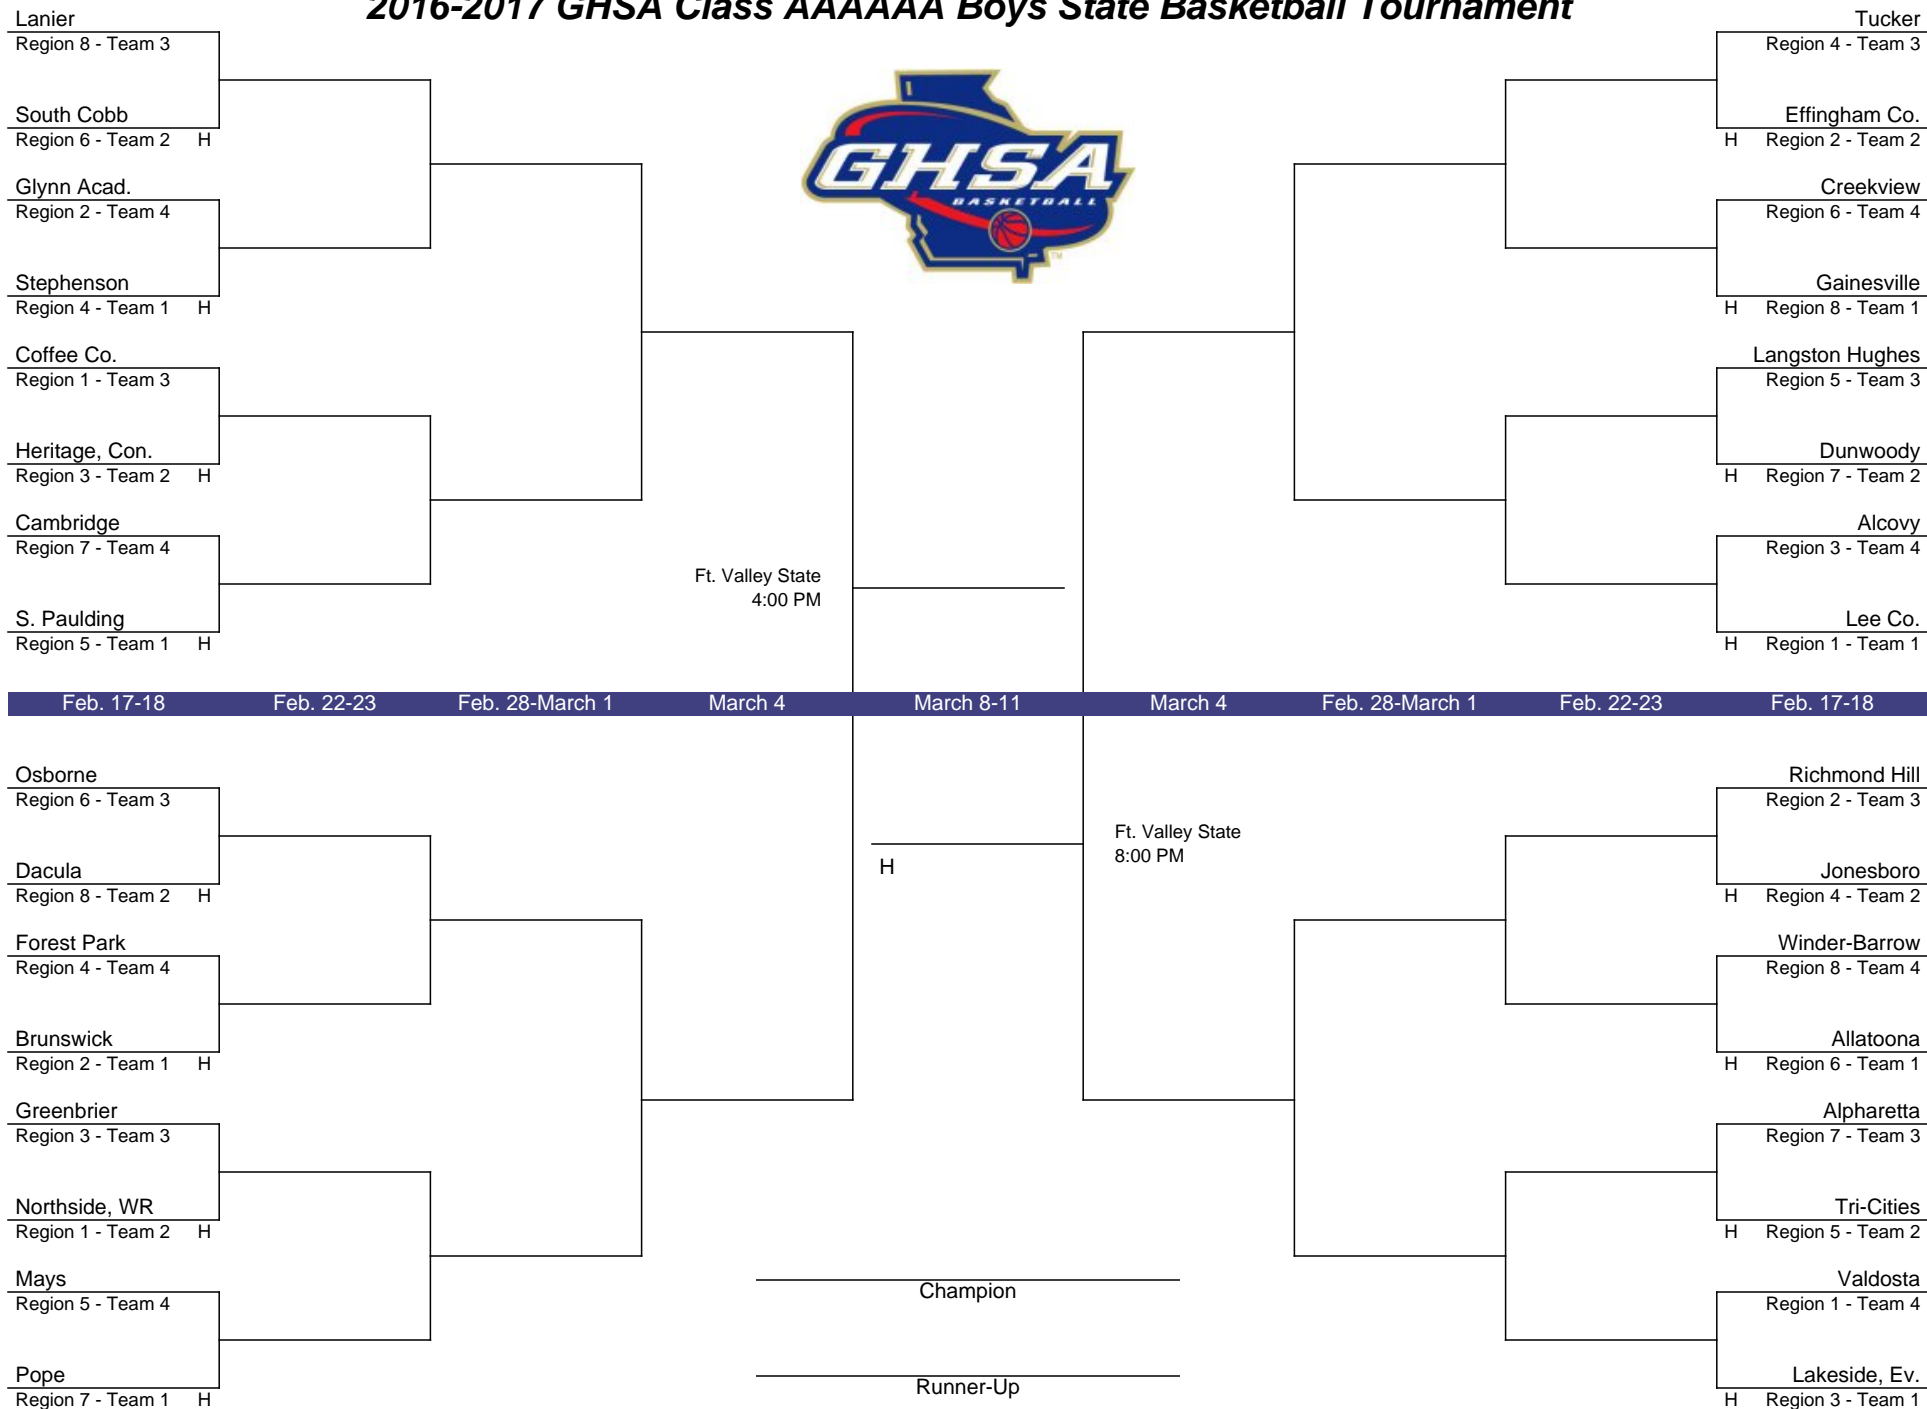 2016-2017 GHSA Class AAAAAA Boys State Basketball Tournament
Lanier
Region 8 - Team 3
South Cobb
Region 6 - Team 2 H
Glynn Acad.
Region 2 - Team 4
Stephenson
Region 4 - Team 1 H
Coffee Co.
Region 1 - Team 3
Heritage, Con.
Region 3 - Team 2 H
Cambridge
Region 7 - Team 4
S. Paulding
Region 5 - Team 1 H
GHSA
BASKETBALL
TM
Ft. Valley State
4:00 PM
Tucker
Region 4 - Team 3
Effingham Co.
H Region 2 - Team 2
Creekview
Region 6 - Team 4
Gainesville
H Region 8 - Team 1
Langston Hughes
Region 5 - Team 3
Dunwoody
H Region 7 - Team 2
Alcovy
Region 3 - Team 4
Lee Co.
H Region 1 - Team 1
Feb. 17-18 Feb. 22-23 Feb. 28-March 1 March 4 March 8-11 March 4 Feb. 28-March 1 Feb. 22-23 Feb. 17-18
Osborne
Region 6 - Team 3
Dacula
Region 8 - Team 2 H
Forest Park
Region 4 - Team 4
Brunswick
Region 2 - Team 1 H
Greenbrier
Region 3 - Team 3
Northside, WR
Region 1 - Team 2 H
Mays
Region 5 - Team 4
Pope
Region 7 - Team 1 H
H
Ft. Valley State
8:00 PM
Champion
Runner-Up
Richmond Hill
Region 2 - Team 3
Jonesboro
H Region 4 - Team 2
Winder-Barrow
Region 8 - Team 4
Allatoona
H Region 6 - Team 1
Alpharetta
Region 7 - Team 3
Tri-Cities
H Region 5 - Team 2
Valdosta
Region 1 - Team 4
Lakeside, Ev.
H Region 3 - Team 1